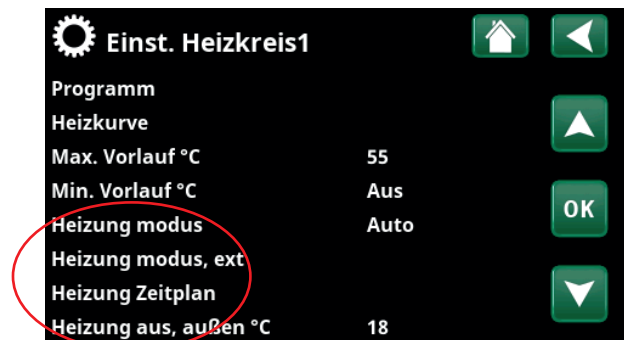 Einst. Heizkreis1
Programm
Heizkurve
Max. Vorlauf °C 55
Min. Vorlauf °C Aus
Heizung modus Auto
OK
Heizung modus, ext
Heizung Zeitplan
Heizung aus, außen °C 18